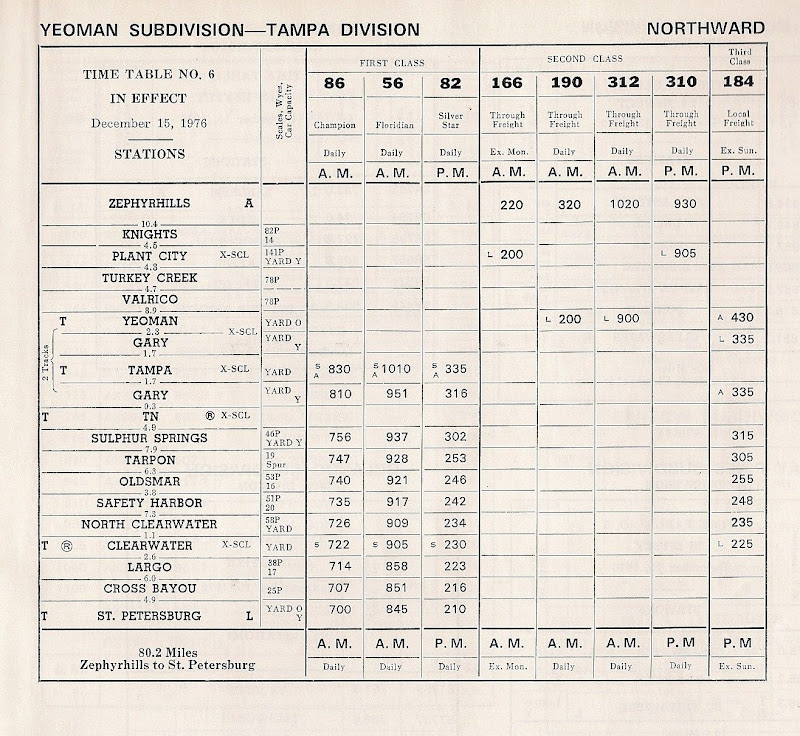 YEOMAN SUBDIVISION—TAMPA DIVISION NORTHWARD
TIME TABLE NO. 6
IN EFFECT
December 15, 1976
STATIONS
Scales, Wyes, Car Capacity
FIRST CLASS SECOND CLASS Third Class
86 56 82 166 190 312 310 184
Champion Floridian Silver Star Through Freight Through Freight Through Freight Through Freight Local Freight
Daily Daily Daily Ex. Mon. Daily Daily Daily Ex. Sun.
A. M. A. M. P. M. A. M. A. M. A. M. P. M. P. M.
ZEPHYRHILLS A 220 320 1020 930
10.4
KNIGHTS 82P 14
4.5
PLANT CITY X-SCL 141P YARD Y L 200 L 905
4.3
TURKEY CREEK 78P
4.7
VALRICO 78P
8.9
T YEOMAN YARD O L 200 L 900 A 430
2.3 X-SCL
GARY YARD Y L 335
1.7
2 Tracks
T TAMPA X-SCL YARD S A 830 S A 1010 S A 335
1.7
GARY YARD Y 810 951 316 A 335
0.3
T TN ® X-SCL
4.9
SULPHUR SPRINGS 46P YARD Y 756 937 302 315
7.9
TARPON 19 Spur 747 928 253 305
6.3
OLDSMAR 53P 16 740 921 246 255
3.8
SAFETY HARBOR 51P 20 735 917 242 248
7.3
NORTH CLEARWATER 58P YARD 726 909 234 235
1.1
T ® CLEARWATER X-SCL YARD S 722 S 905 S 230 L 225
2.6
LARGO 38P 17 714 858 223
6.0
CROSS BAYOU 25P 707 851 216
4.9
T ST. PETERSBURG L YARD O Y 700 845 210
80.2 Miles
Zephyrhills to St. Petersburg
A. M. A. M. P. M. A. M. A. M. A. M. P. M P. M
Daily Daily Daily Ex. Mon. Daily Daily Daily Ex. Sun.